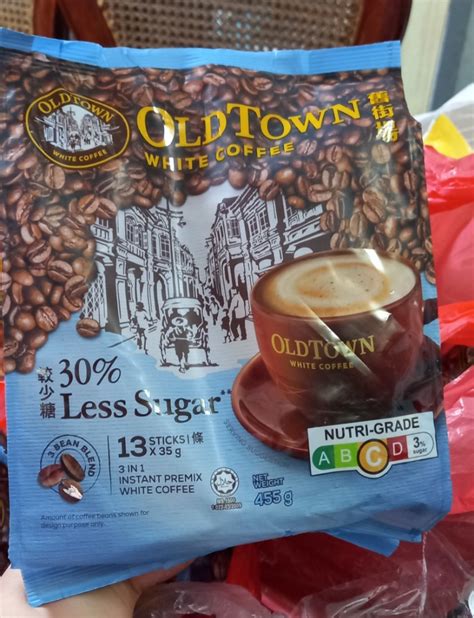 OLDTOWN
WHITE COFFEE
OLDTOWN
WHITE COFFEE
舊街場
OLDTOWN
WHITE COFFEE
較少糖
30%
Less Sugar**
3 BEAN BLEND
13 STICKS | 條
X 35 g
3 IN 1
INSTANT PREMIX
WHITE COFFEE
NET
WEIGHT
455 g
NUTRI-GRADE
A B C D
3%
sugar
Amount of coffee beans shown for
design purpose only.